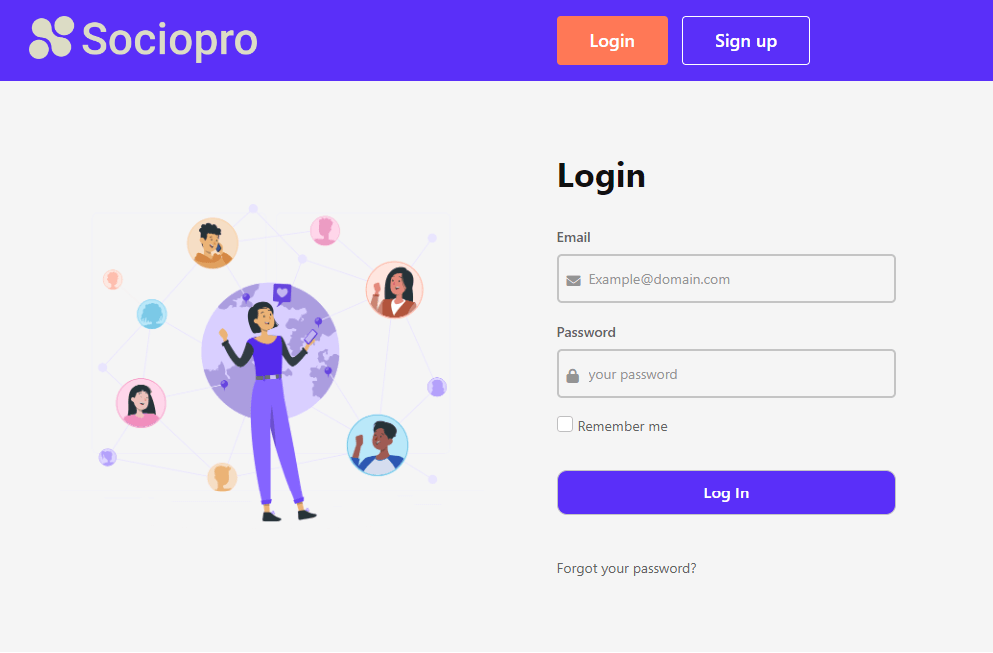 Sociopro
Login
Sign up
Login
Email
Example@domain.com
Password
your password
Remember me
Log In
Forgot your password?